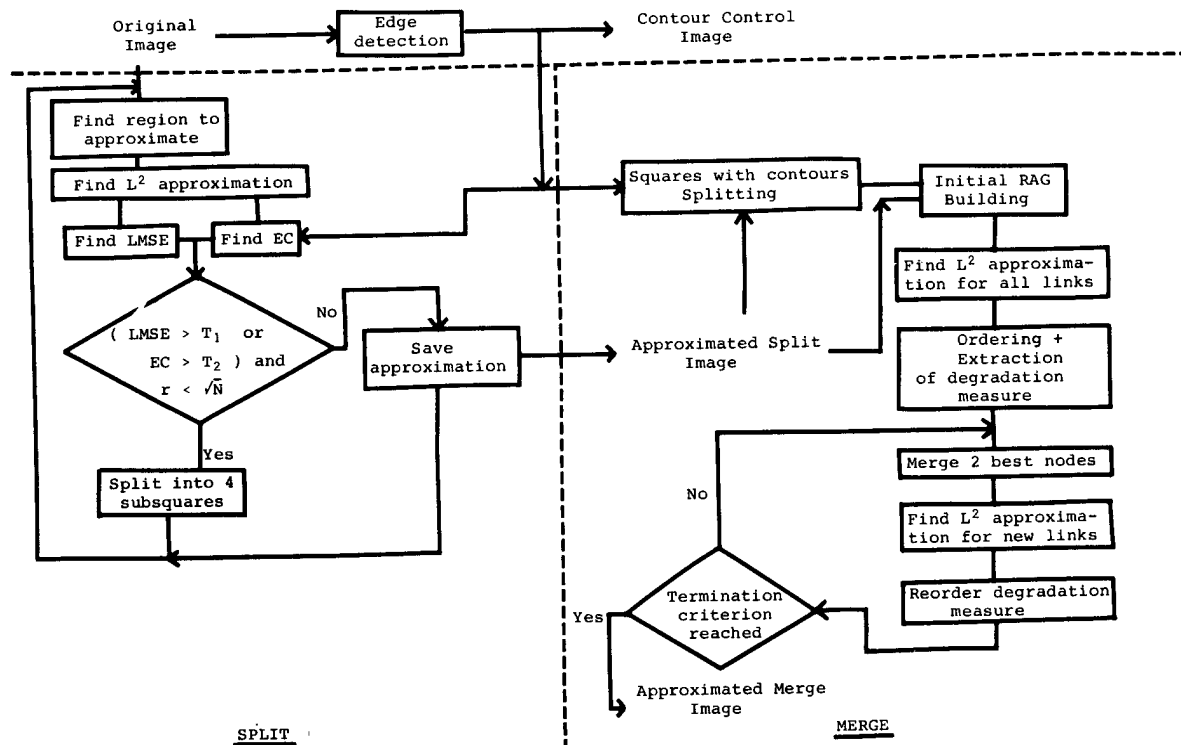 Original
Image
Edge
detection
Contour Control
Image
Find region to
approximate
Find L² approximation
Find LMSE
Find EC
( LMSE > T₁ or
EC > T₂ ) and
r < √N
No
Save
approximation
Yes
Split into 4
subsquares
SPLIT
Squares with contours
Splitting
Initial RAG
Building
Find L² approxima-
tion for all links
Approximated Split
Image
Ordering +
Extraction
of degradation
measure
Merge 2 best nodes
No
Find L² approxima-
tion for new links
Reorder degradation
measure
Termination
criterion
reached
Yes
Approximated Merge
Image
MERGE